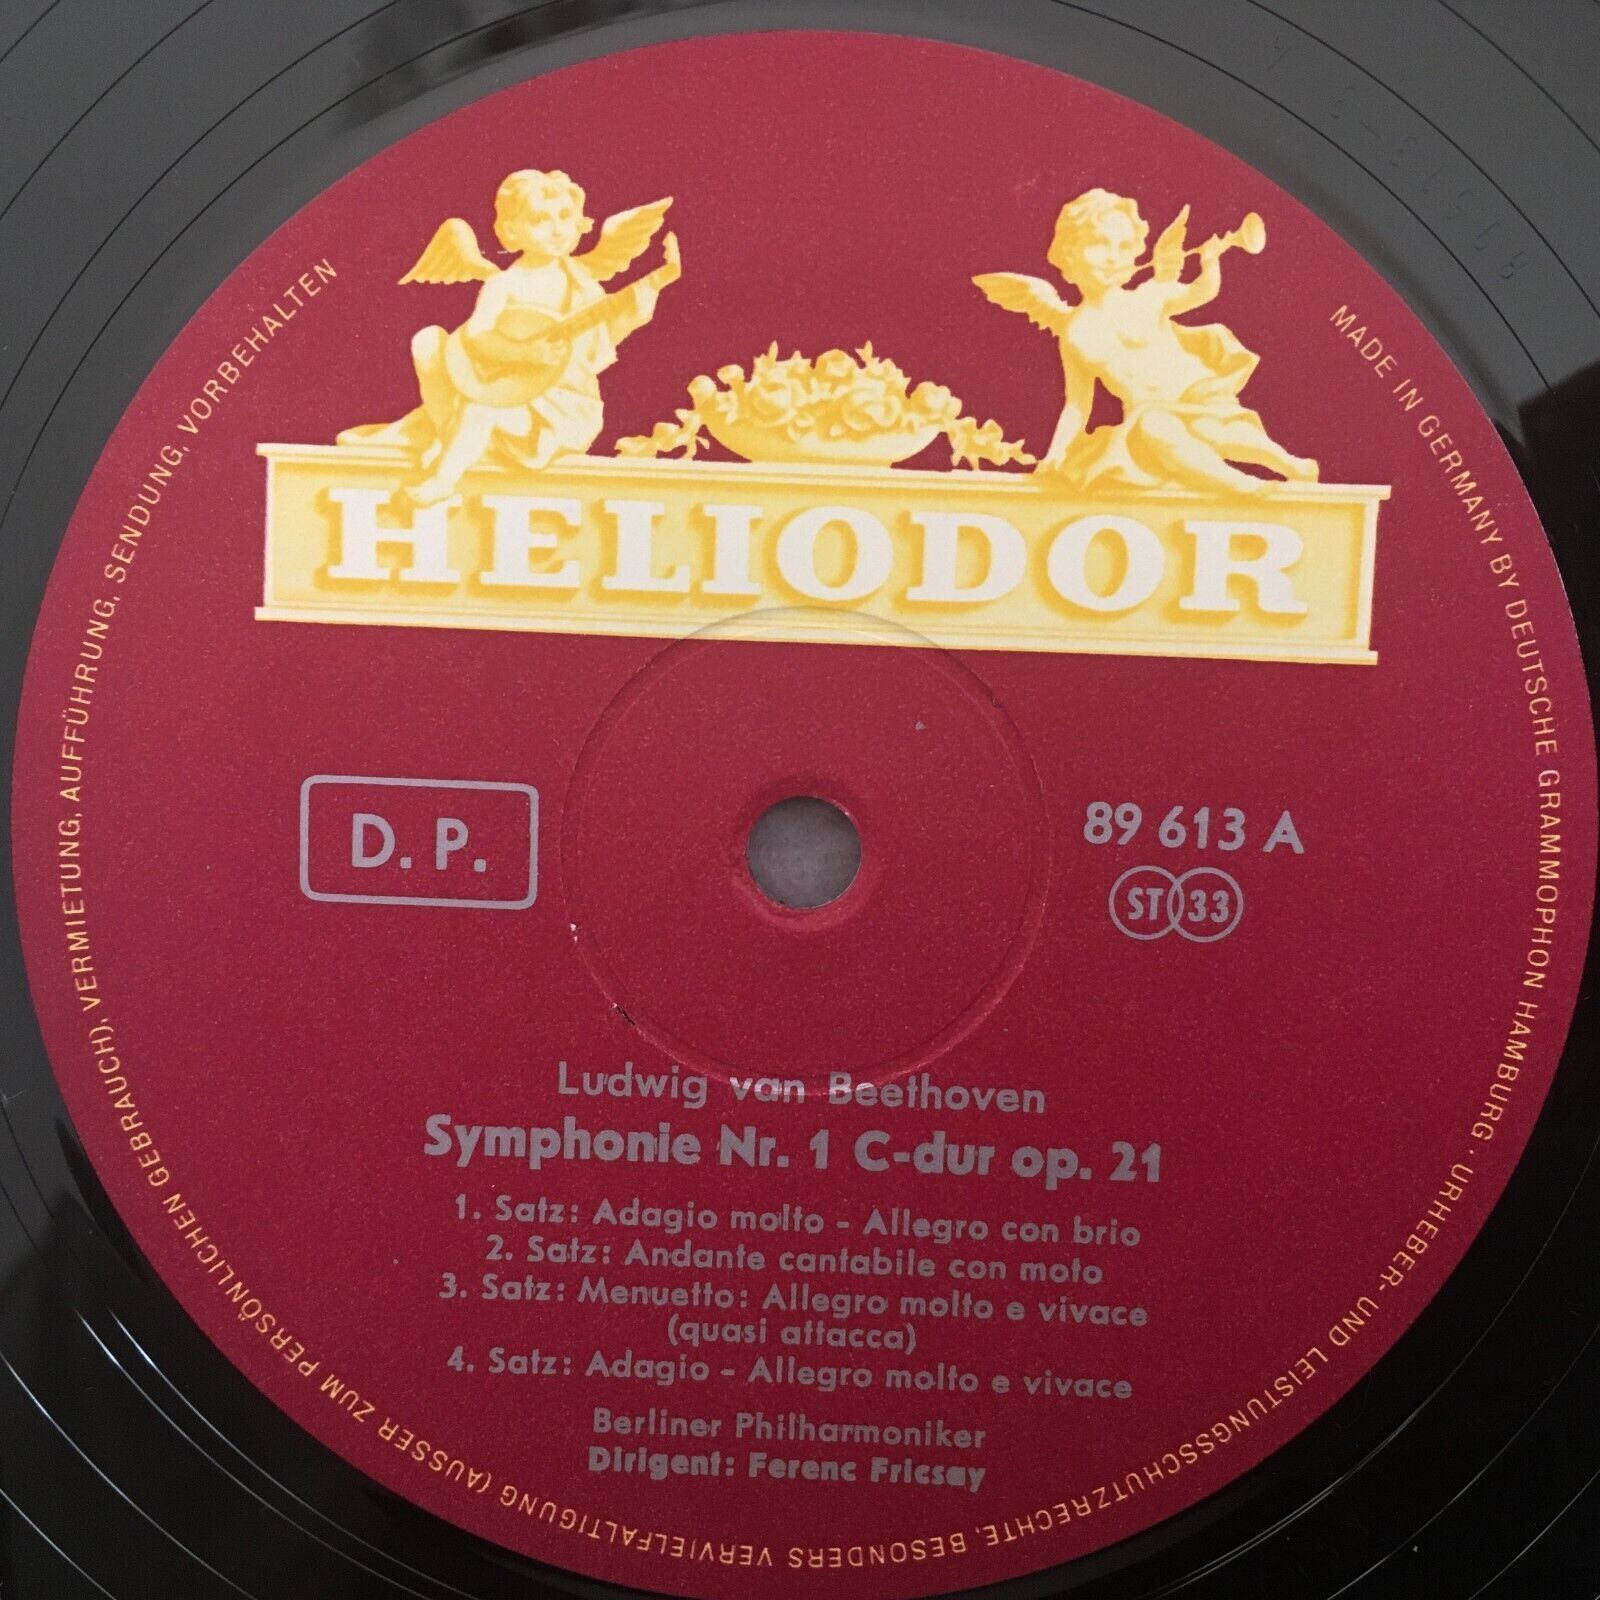 HELIODOR
D. P.
89 613 A
ST 33
Ludwig van Beethoven
Symphonie Nr. 1 C-dur op. 21
1. Satz: Adagio molto - Allegro con brio
2. Satz: Andante cantabile con moto
3. Satz: Menuetto: Allegro molto e vivace
(quasi attacca)
4. Satz: Adagio - Allegro molto e vivace
Berliner Philharmoniker
Dirigent: Ferenc Fricsay
MADE IN GERMANY BY DEUTSCHE GRAMMOPHON HAMBURG · URHEBER- UND LEISTUNGSSCHUTZRECHTE, BESONDERS VERVIELFÄLTIGUNG (AUSSER ZUM PERSÖNLICHEN GEBRAUCH), VERMIETUNG, AUFFÜHRUNG, SENDUNG, VORBEHALTEN